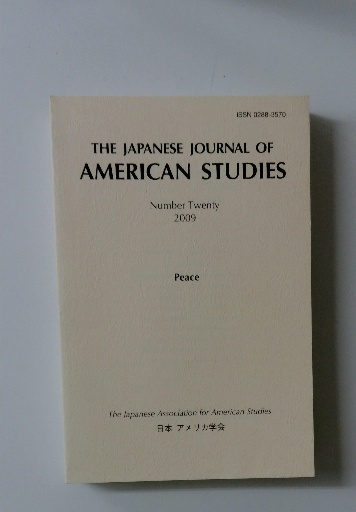 ISSN 0288-3570
THE JAPANESE JOURNAL OF
AMERICAN STUDIES
Number Twenty
2009
Peace
The Japanese Association for American Studies
日本 アメリカ学会